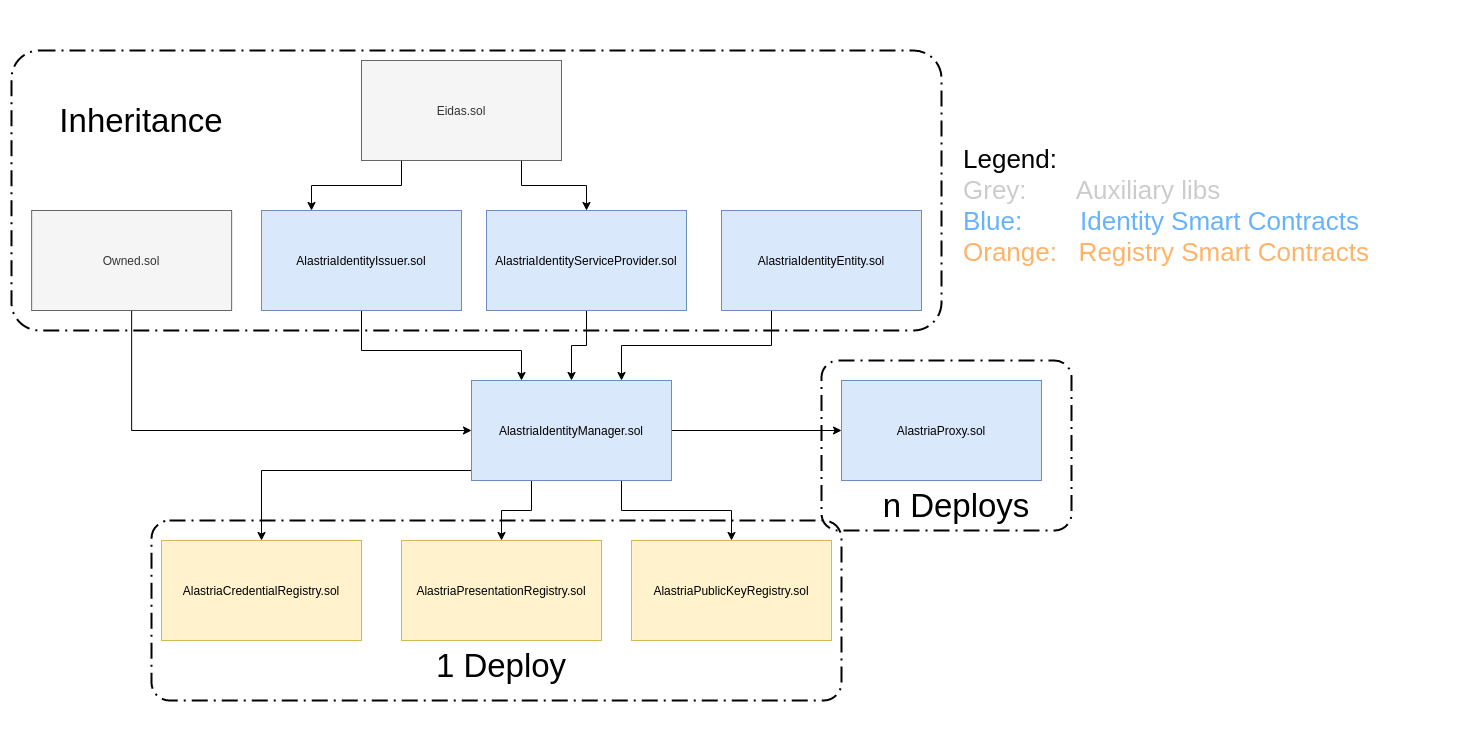 Eidas.sol
Inheritance
Legend:
Grey: Auxiliary libs
Blue: Identity Smart Contracts
Orange: Registry Smart Contracts
Owned.sol
AlastriaIdentityIssuer.sol
AlastriaIdentityServiceProvider.sol
AlastriaIdentityEntity.sol
AlastriaIdentityManager.sol
AlastriaProxy.sol
n Deploys
AlastriaCredentialRegistry.sol
AlastriaPresentationRegistry.sol
AlastriaPublicKeyRegistry.sol
1 Deploy